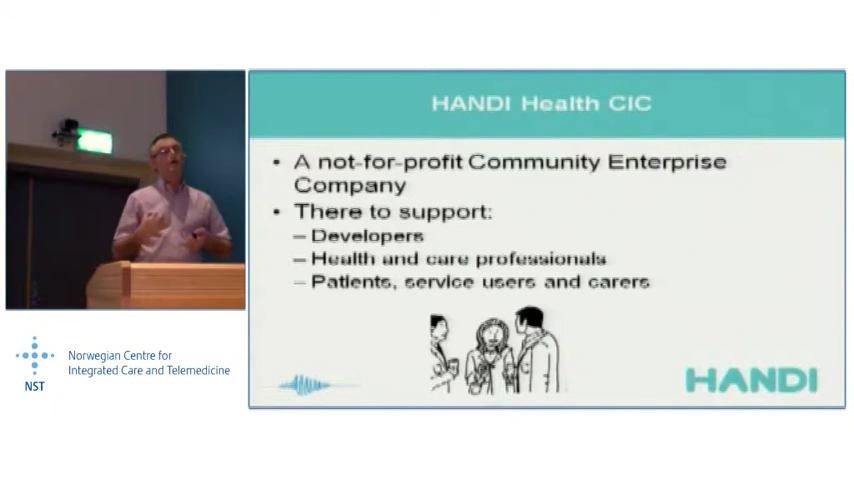 HANDI Health CIC
• A not-for-profit Community Enterprise
Company
• There to support:
– Developers
– Health and care professionals
– Patients, service users and carers
HANDI
NST
Norwegian Centre for
Integrated Care and Telemedicine